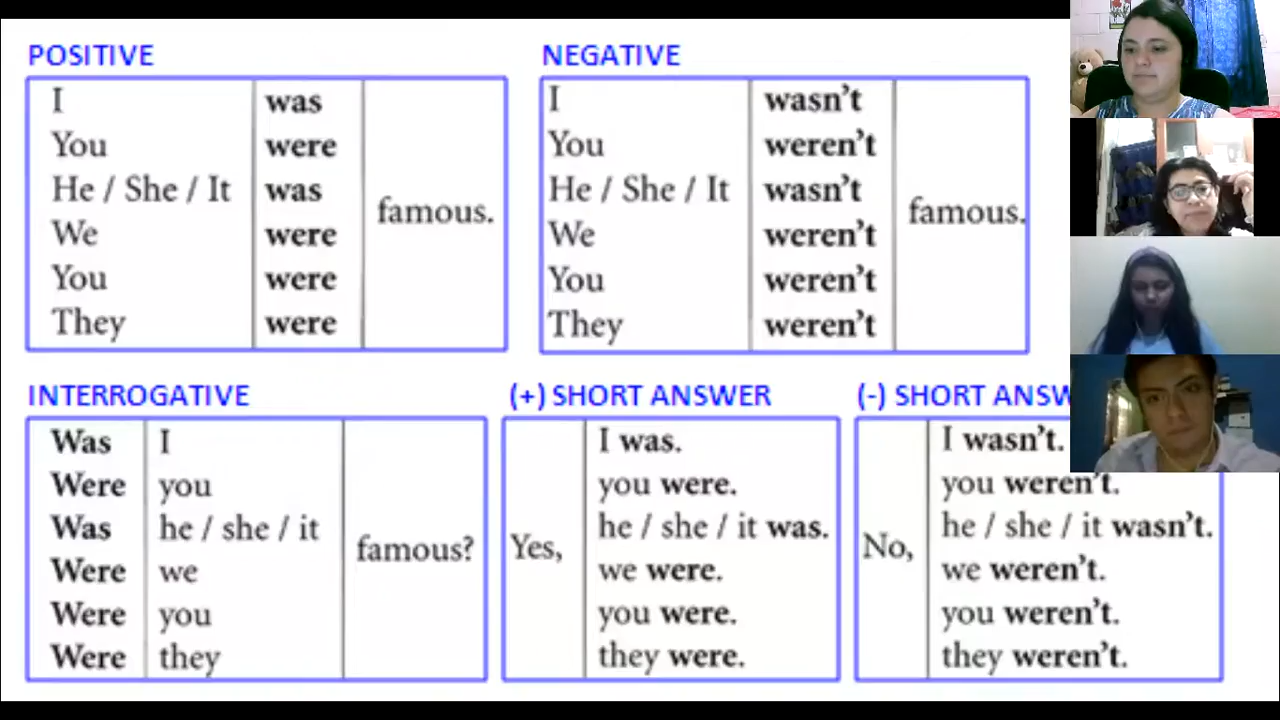 POSITIVE
I was
You were
He / She / It was
We were
You were
They were
famous.
NEGATIVE
I wasn't
You weren't
He / She / It wasn't
We weren't
You weren't
They weren't
famous.
INTERROGATIVE
Was I
Were you
Was he / she / it
Were we
Were you
Were they
famous?
(+) SHORT ANSWER
Yes,
I was.
you were.
he / she / it was.
we were.
you were.
they were.
(-) SHORT
No,
I wasn't.
you weren't.
he / she / it wasn't.
we weren't.
you weren't.
they weren't.